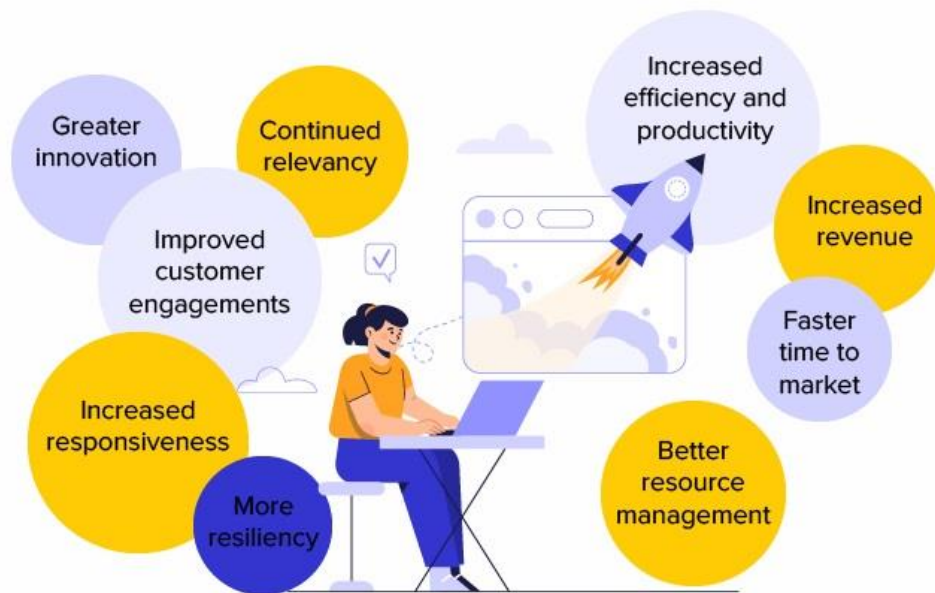 Greater
innovation
Continued
relevancy
Improved
customer
engagements
Increased
responsiveness
More
resiliency
Increased
efficiency and
productivity
Increased
revenue
Faster
time to
market
Better
resource
management